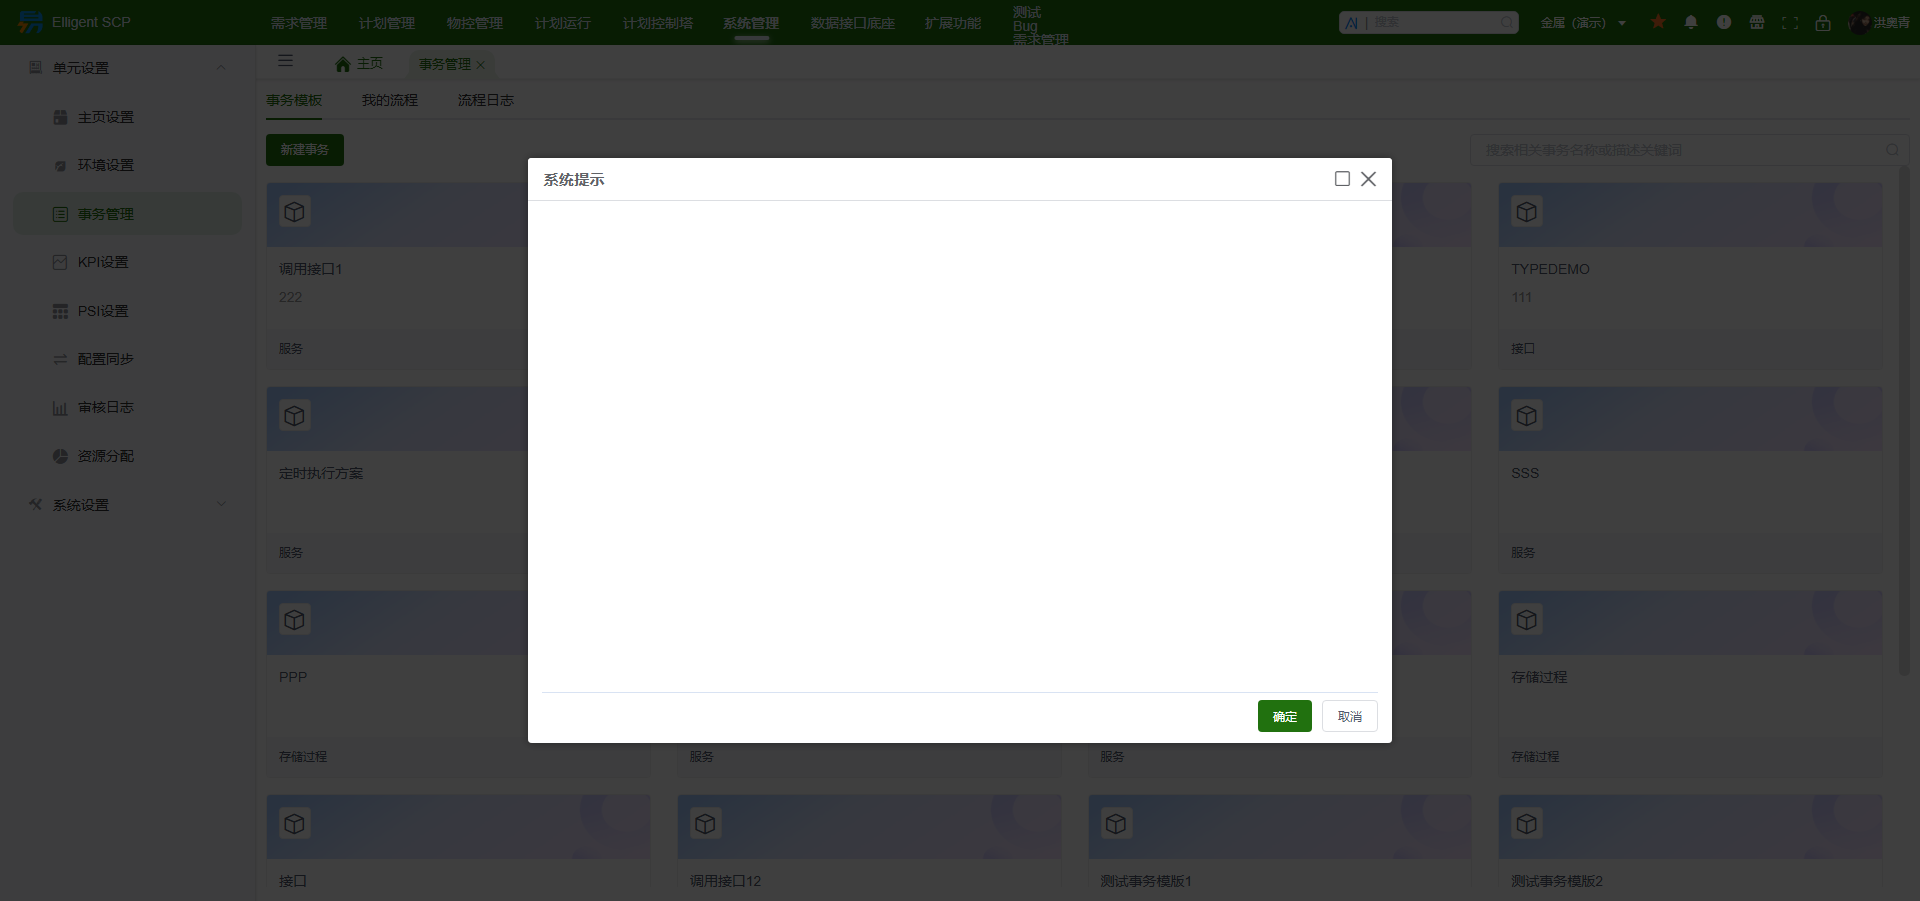 Elligent SCP
需求管理
计划管理
物控管理
计划运行
计划控制塔
系统管理
数据接口底座
扩展功能
测试
Bug
需求管理
AI | 搜索
金属（演示）
洪奥青
单元设置
主页设置
环境设置
事务管理
KPI设置
PSI设置
配置同步
审核日志
资源分配
系统设置
主页
事务管理
事务模板
我的流程
流程日志
新建事务
搜索相关事务名称或描述关键词
系统提示
确定
取消
调用接口1
222
服务
TYPEDEMO
111
接口
定时执行方案
服务
SSS
服务
PPP
存储过程
服务
服务
存储过程
存储过程
接口
调用接口12
测试事务模版1
测试事务模版2